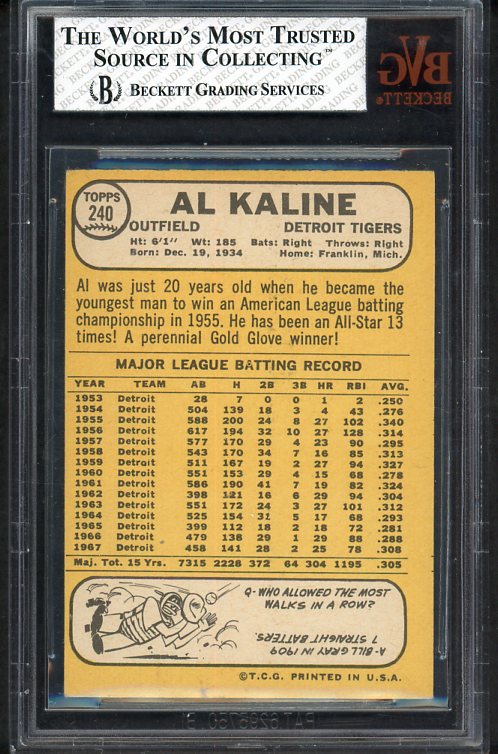 THE WORLD'S MOST TRUSTED
SOURCE IN COLLECTING™
B BECKETT GRADING SERVICES
BVG
BECKETT
TOPPS
240
AL KALINE
OUTFIELD DETROIT TIGERS
Ht: 6'1" Wt: 185 Bats: Right Throws: Right
Born: Dec. 19, 1934 Home: Franklin, Mich.
Al was just 20 years old when he became the
youngest man to win an American League batting
championship in 1955. He has been an All-Star 13
times! A perennial Gold Glove winner!
MAJOR LEAGUE BATTING RECORD
YEAR TEAM AB H 2B 3B HR RBI AVG.
1953 Detroit 28 7 0 0 1 2 .250
1954 Detroit 504 139 18 3 4 43 .276
1955 Detroit 588 200 24 8 27 102 .340
1956 Detroit 617 194 32 10 27 128 .314
1957 Detroit 577 170 29 4 23 90 .295
1958 Detroit 543 170 34 7 16 85 .313
1959 Detroit 511 167 19 2 27 94 .327
1960 Detroit 551 153 29 4 15 68 .278
1961 Detroit 586 190 41 7 19 82 .324
1962 Detroit 398 121 16 6 29 94 .304
1963 Detroit 551 172 24 3 27 101 .312
1964 Detroit 525 154 31 5 17 68 .293
1965 Detroit 399 112 18 2 18 72 .281
1966 Detroit 479 138 29 1 29 88 .288
1967 Detroit 458 141 28 2 25 78 .308
Maj. Tot. 15 Yrs. 7315 2228 372 64 304 1195 .305
Q- WHO ALLOWED THE MOST
WALKS IN A ROW?
A- BILL GRAY IN 1909
7 STRAIGHT BATTERS.
©T.C.G. PRINTED IN U.S.A.